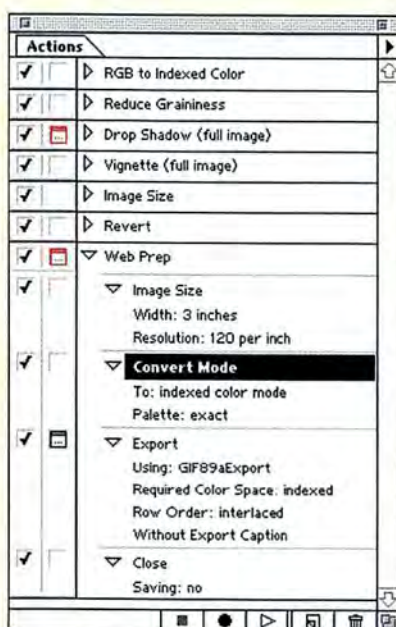 Actions
RGB to Indexed Color
Reduce Graininess
Drop Shadow (full image)
Vignette (full image)
Image Size
Revert
Web Prep
Image Size
Width: 3 inches
Resolution: 120 per inch
Convert Mode
To: indexed color mode
Palette: exact
Export
Using: GIF89aExport
Required Color Space: indexed
Row Order: interlaced
Without Export Caption
Close
Saving: no